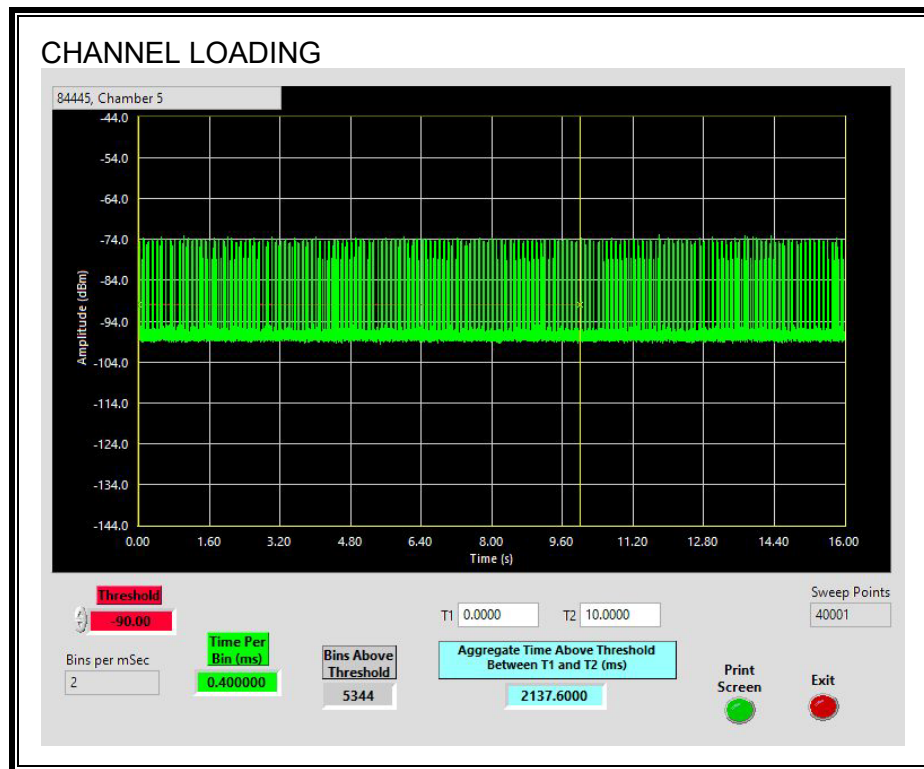 CHANNEL LOADING
84445, Chamber 5
-44.0
-54.0
-64.0
-74.0
-84.0
-94.0
-104.0
-114.0
-124.0
-134.0
-144.0
Amplitude (dBm)
0.00 1.60 3.20 4.80 6.40 8.00 9.60 11.20 12.80 14.40 16.00
Time (s)
Threshold
-90.00
Bins per mSec
2
Time Per
Bin (ms)
0.400000
Bins Above
Threshold
5344
T1 0.0000 T2 10.0000
Aggregate Time Above Threshold
Between T1 and T2 (ms)
2137.6000
Sweep Points
40001
Print
Screen
Exit